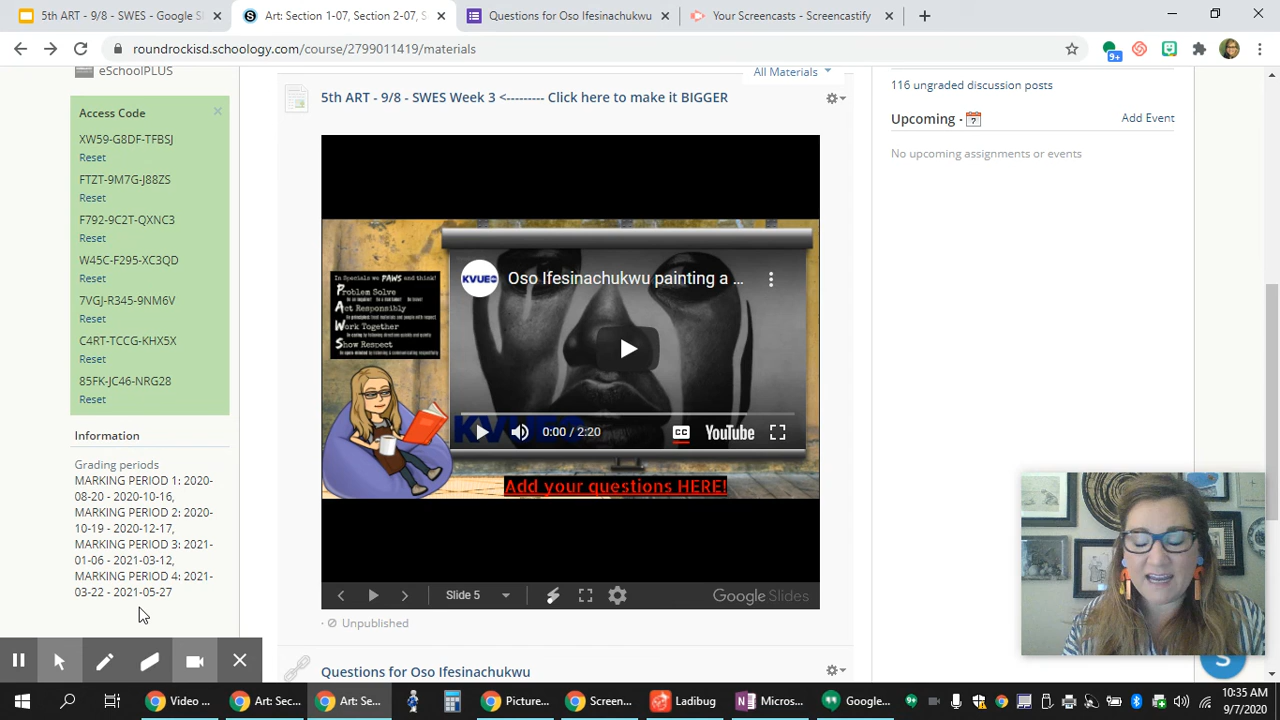 5th ART - 9/8 - SWES - Google Sl
Art: Section 1-07, Section 2-07, S
Questions for Oso Ifesinachukwu
Your Screencasts - Screencastify
roundrockisd.schoology.com/course/2799011419/materials
9+
eSchoolPLUS
All Materials
116 ungraded discussion posts
5th ART - 9/8 - SWES Week 3 <--------- Click here to make it BIGGER
Upcoming · 7
Add Event
No upcoming assignments or events
Access Code
XW59-G8DF-TFBSJ
Reset
FTZT-9M7G-J88ZS
Reset
F792-9C2T-QXNC3
Reset
W45C-F295-XC3QD
Reset
7VGJ-R345-9NM6V
Reset
C4RT-TCCG-KHX5X
Reset
85FK-JC46-NRG28
Reset
Information
Grading periods
MARKING PERIOD 1: 2020-
08-20 - 2020-10-16,
MARKING PERIOD 2: 2020-
10-19 - 2020-12-17,
MARKING PERIOD 3: 2021-
01-06 - 2021-03-12,
MARKING PERIOD 4: 2021-
03-22 - 2021-05-27
In Specials we PAWS and think!
Problem Solve
Act Responsibly
Work Together
Show Respect
KVUE
Oso Ifesinachukwu painting a ...
KVUE
0:00 / 2:20
CC
YouTube
Add your questions HERE!
Slide 5
Google Slides
Unpublished
Questions for Oso Ifesinachukwu
S
Video ...
Art: Sec...
Art: Se...
Picture...
Screen...
Ladibug
Micros...
Google...
10:35 AM
9/7/2020